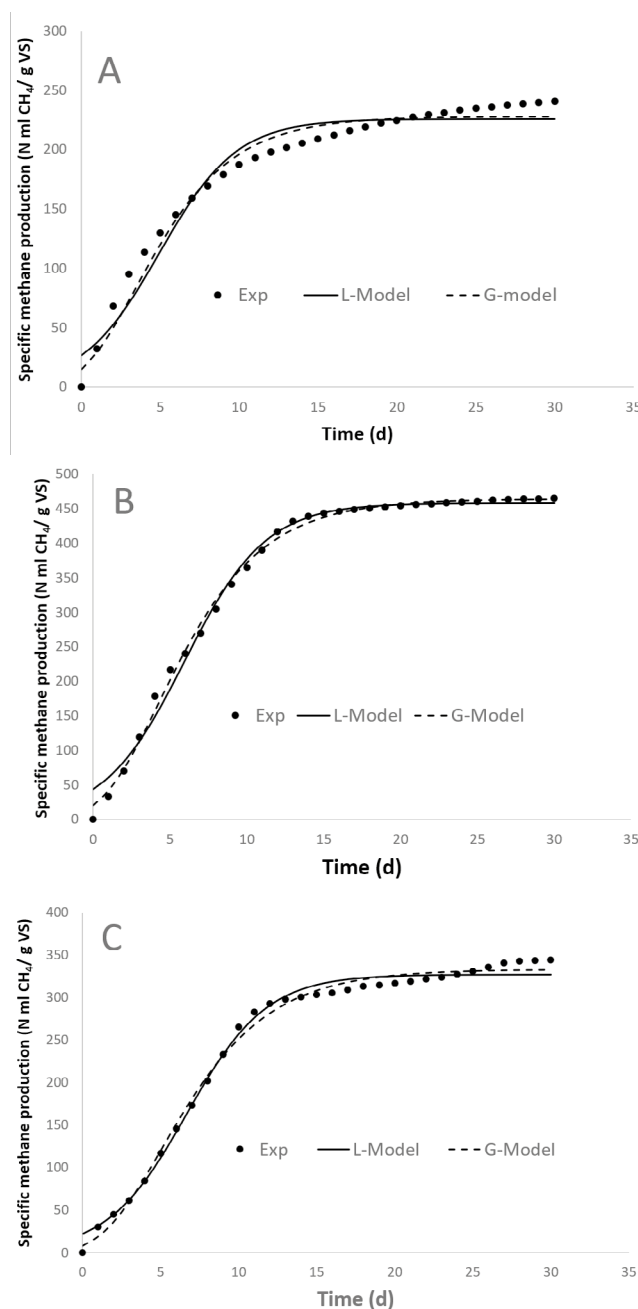 A
Specific methane production (N ml CH₄/ g VS)
300
250
200
150
100
50
0
Exp L-Model G-model
0 5 10 15 20 25 30 35
Time (d)
B
Specific methane production (N ml CH₄/ g VS)
500
450
400
350
300
250
200
150
100
50
0
Exp L-Model G-Model
0 5 10 15 20 25 30 35
Time (d)
C
Specific methane production (N ml CH₄/ g VS)
400
350
300
250
200
150
100
50
0
Exp L-Model G-Model
0 5 10 15 20 25 30 35
Time (d)